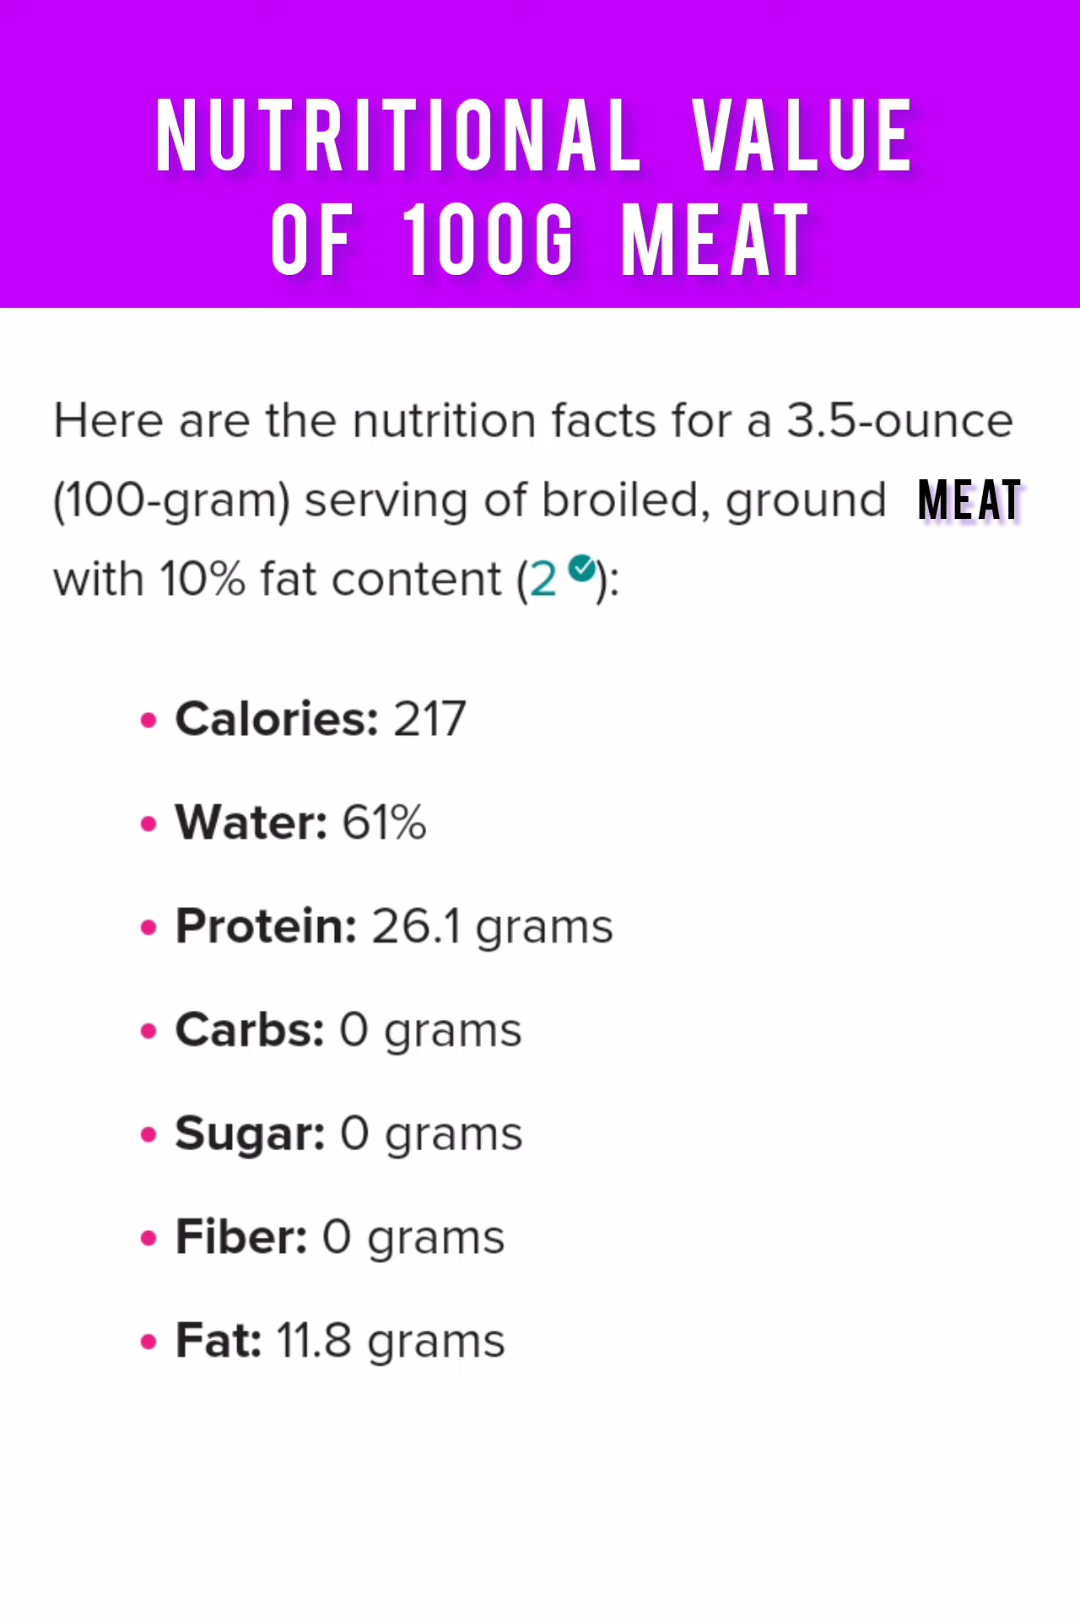 NUTRITIONAL VALUE
OF 100G MEAT
Here are the nutrition facts for a 3.5-ounce
(100-gram) serving of broiled, ground MEAT
with 10% fat content (2):
• Calories: 217
• Water: 61%
• Protein: 26.1 grams
• Carbs: 0 grams
• Sugar: 0 grams
• Fiber: 0 grams
• Fat: 11.8 grams